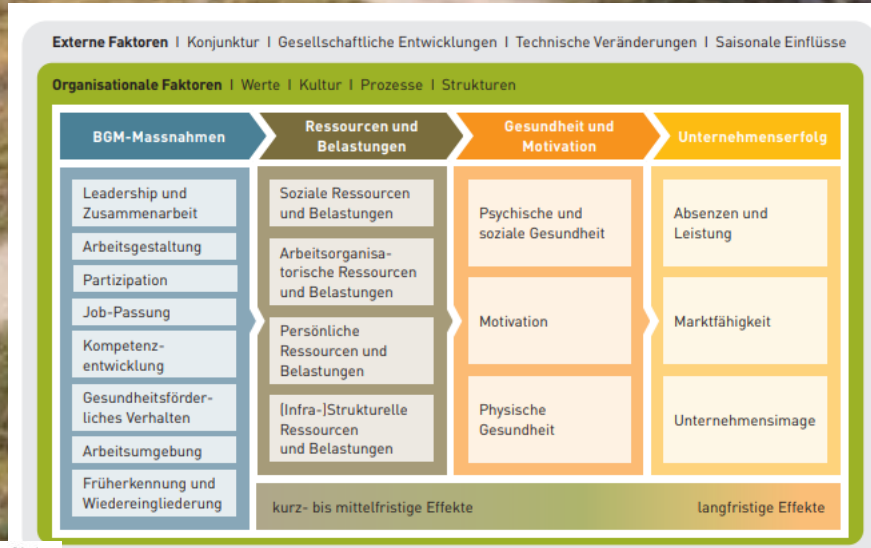 Externe Faktoren I Konjunktur I Gesellschaftliche Entwicklungen I Technische Veränderungen I Saisonale Einflüsse
Organisationale Faktoren I Werte I Kultur I Prozesse I Strukturen
BGM-Massnahmen
Leadership und
Zusammenarbeit
Arbeitsgestaltung
Partizipation
Job-Passung
Kompetenz-
entwicklung
Gesundheitsförder-
liches Verhalten
Arbeitsumgebung
Früherkennung und
Wiedereingliederung
Ressourcen und
Belastungen
Soziale Ressourcen
und Belastungen
Arbeitsorganisa-
torische Ressourcen
und Belastungen
Persönliche
Ressourcen und
Belastungen
(Infra-)Strukturelle
Ressourcen
und Belastungen
Gesundheit und
Motivation
Psychische und
soziale Gesundheit
Motivation
Physische
Gesundheit
Unternehmenserfolg
Absenzen und
Leistung
Marktfähigkeit
Unternehmensimage
kurz- bis mittelfristige Effekte
langfristige Effekte